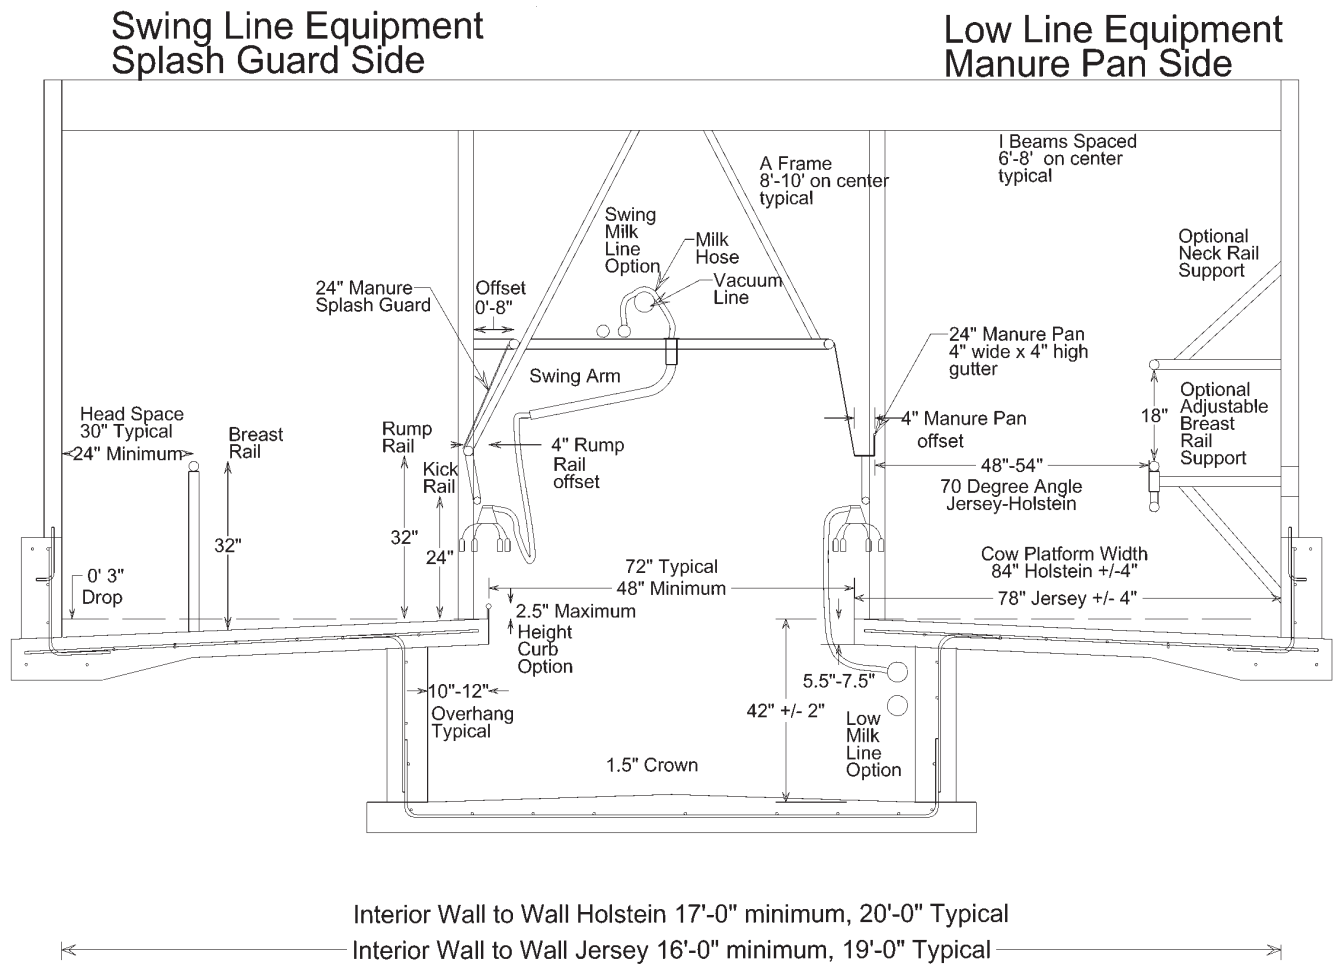 Swing Line Equipment
Splash Guard Side
Low Line Equipment
Manure Pan Side
I Beams Spaced
6'-8' on center
typical
A Frame
8'-10' on center
typical
Swing
Milk
Line
Option
Milk
Hose
Vacuum
Line
Optional
Neck Rail
Support
24" Manure
Splash Guard
Offset
0'-8"
24" Manure Pan
4" wide x 4" high
gutter
Swing Arm
Optional
Adjustable
Breast
Rail
Support
18"
Head Space
30" Typical
24" Minimum
Breast
Rail
Rump
Rail
Kick
Rail
4" Rump
Rail
offset
4" Manure Pan
offset
48"-54"
70 Degree Angle
Jersey-Holstein
32"
32"
24"
Cow Platform Width
84" Holstein +/-4"
78" Jersey +/- 4"
72" Typical
48" Minimum
0' 3"
Drop
2.5" Maximum
Height
Curb
Option
10"-12"
Overhang
Typical
5.5"-7.5"
42" +/- 2"
Low
Milk
Line
Option
1.5" Crown
Interior Wall to Wall Holstein 17'-0" minimum, 20'-0" Typical
Interior Wall to Wall Jersey 16'-0" minimum, 19'-0" Typical